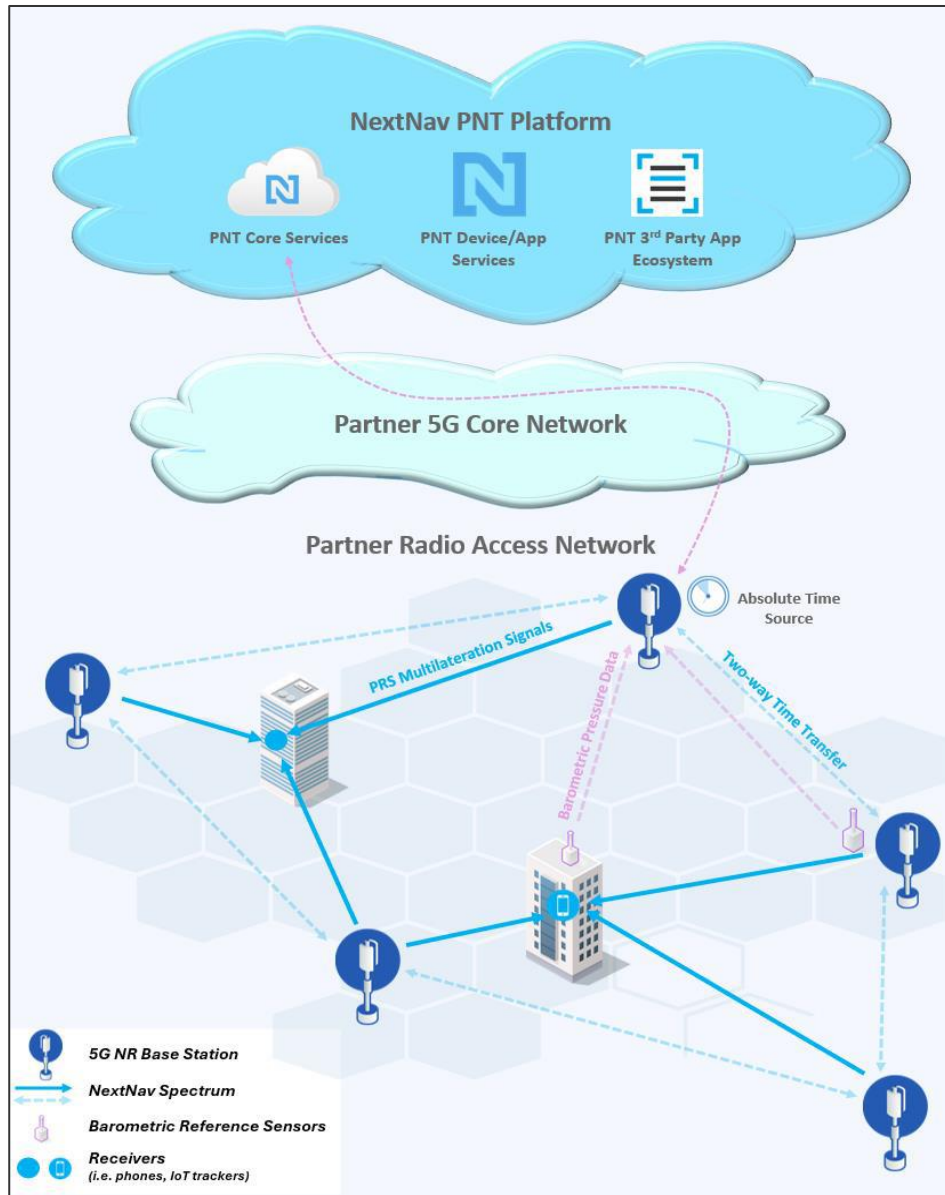 NextNav PNT Platform
PNT Core Services
PNT Device/App
Services
PNT 3rd Party App
Ecosystem
Partner 5G Core Network
Partner Radio Access Network
Absolute Time
Source
PRS Multilateration Signals
Two-way Time Transfer
Barometric Pressure Data
5G NR Base Station
NextNav Spectrum
Barometric Reference Sensors
Receivers
(i.e. phones, IoT trackers)